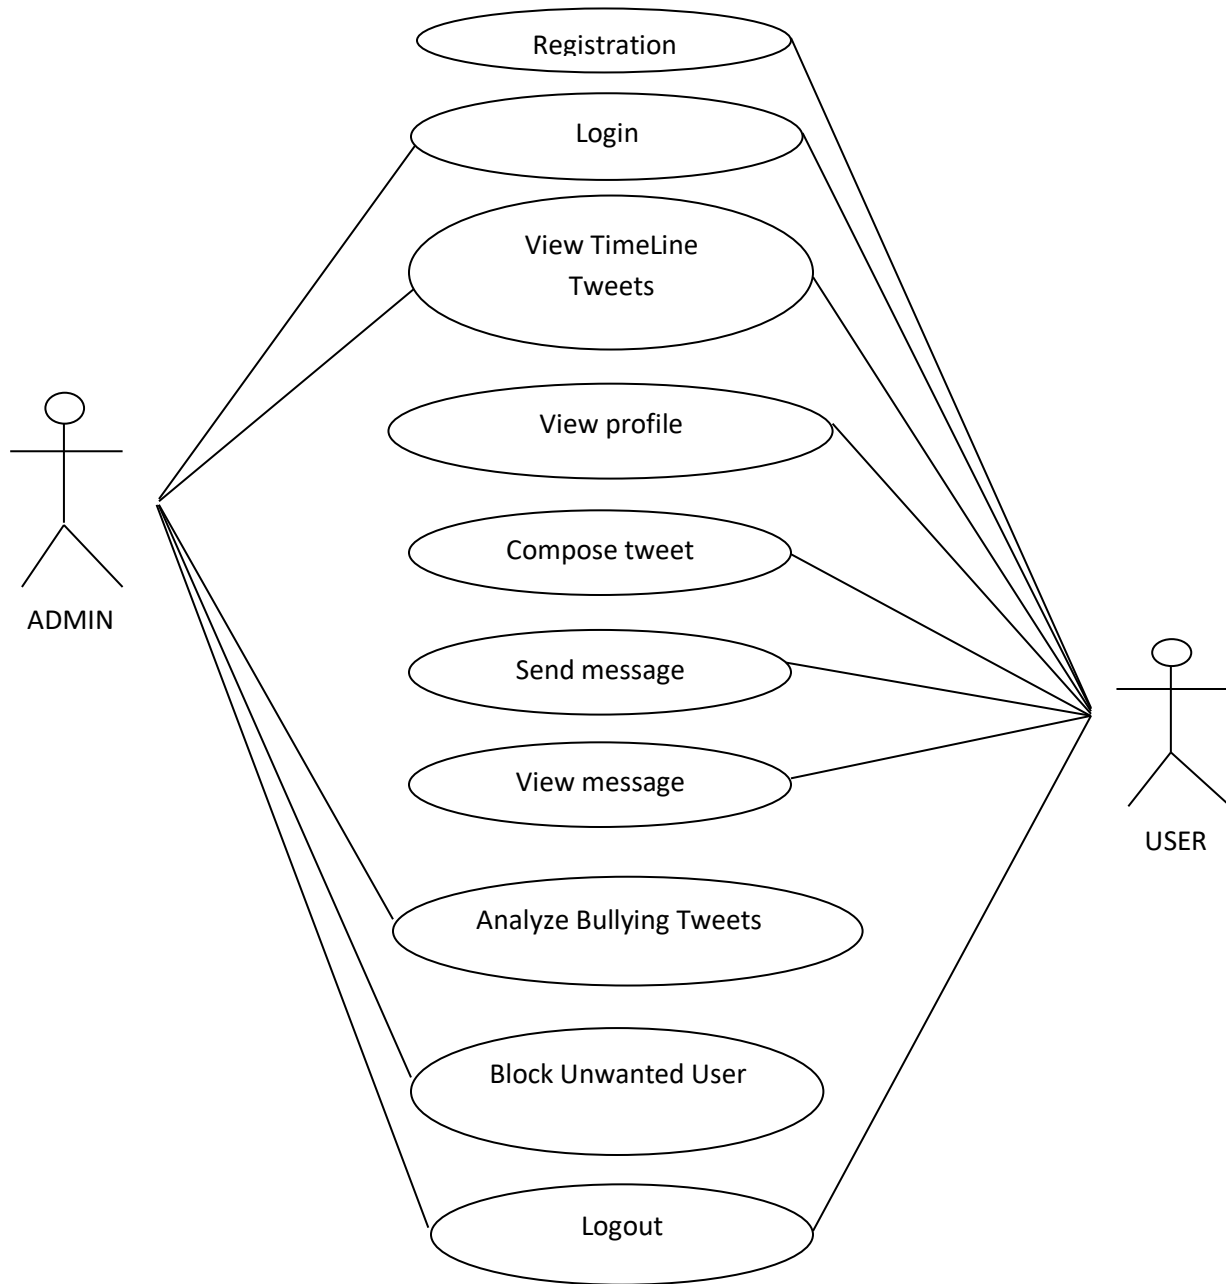 Registration
Login
View TimeLine
Tweets
View profile
Compose tweet
ADMIN
Send message
View message
USER
Analyze Bullying Tweets
Block Unwanted User
Logout